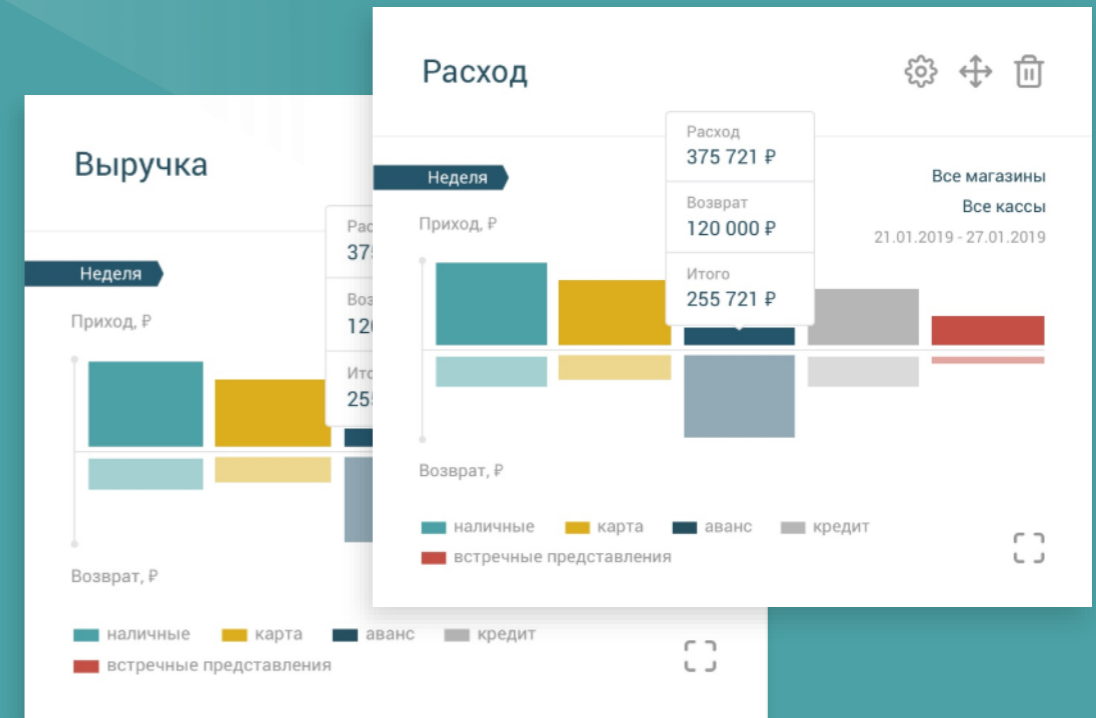 Расход
Расход
375 721 ₽
Неделя
Возврат
120 000 ₽
Все магазины
Все кассы
21.01.2019 - 27.01.2019
Приход, ₽
Итого
255 721 ₽
Возврат, ₽
наличные карта аванс кредит
встречные представления
Выручка
Неделя
Приход, ₽
Возврат, ₽
наличные карта аванс кредит
встречные представления